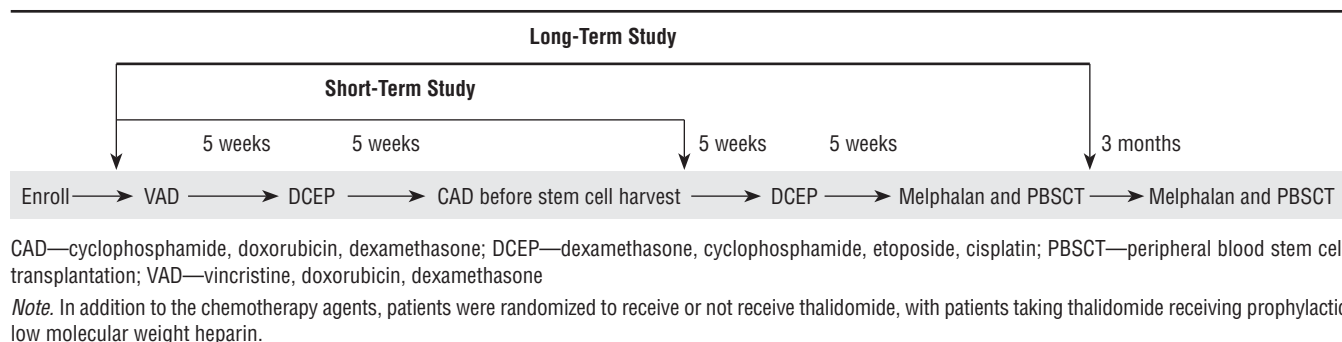 Long-Term Study
Short-Term Study
5 weeks 5 weeks 5 weeks 5 weeks 3 months
Enroll VAD DCEP CAD before stem cell harvest DCEP Melphalan and PBSCT Melphalan and PBSCT
CAD—cyclophosphamide, doxorubicin, dexamethasone; DCEP—dexamethasone, cyclophosphamide, etoposide, cisplatin; PBSCT—peripheral blood stem cel
transplantation; VAD—vincristine, doxorubicin, dexamethasone
Note. In addition to the chemotherapy agents, patients were randomized to receive or not receive thalidomide, with patients taking thalidomide receiving prophylactic
low molecular weight heparin.